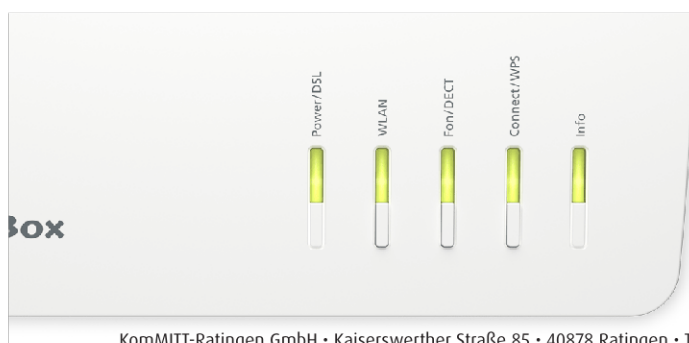 Power/DSL
WLAN
Fon/DECT
Connect/WPS
Info
Box
KomMITT-Ratingen GmbH • Kaiserswerther Straße 85 • 40878 Ratingen •